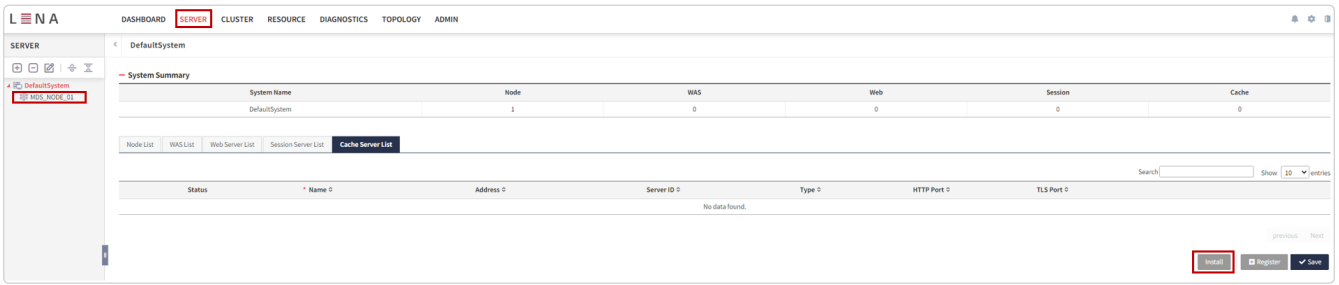 LENA
DASHBOARD SERVER CLUSTER RESOURCE DIAGNOSTICS TOPOLOGY ADMIN
SERVER
DefaultSystem
DefaultSystem
MDS_NODE_01
System Summary
System Name Node WAS Web Session Cache
DefaultSystem 1 0 0 0 0
Node List WAS List Web Server List Session Server List Cache Server List
Search Show 10 entries
Status * Name Address Server ID Type HTTP Port TLS Port
No data found.
previous Next
Install Register Save